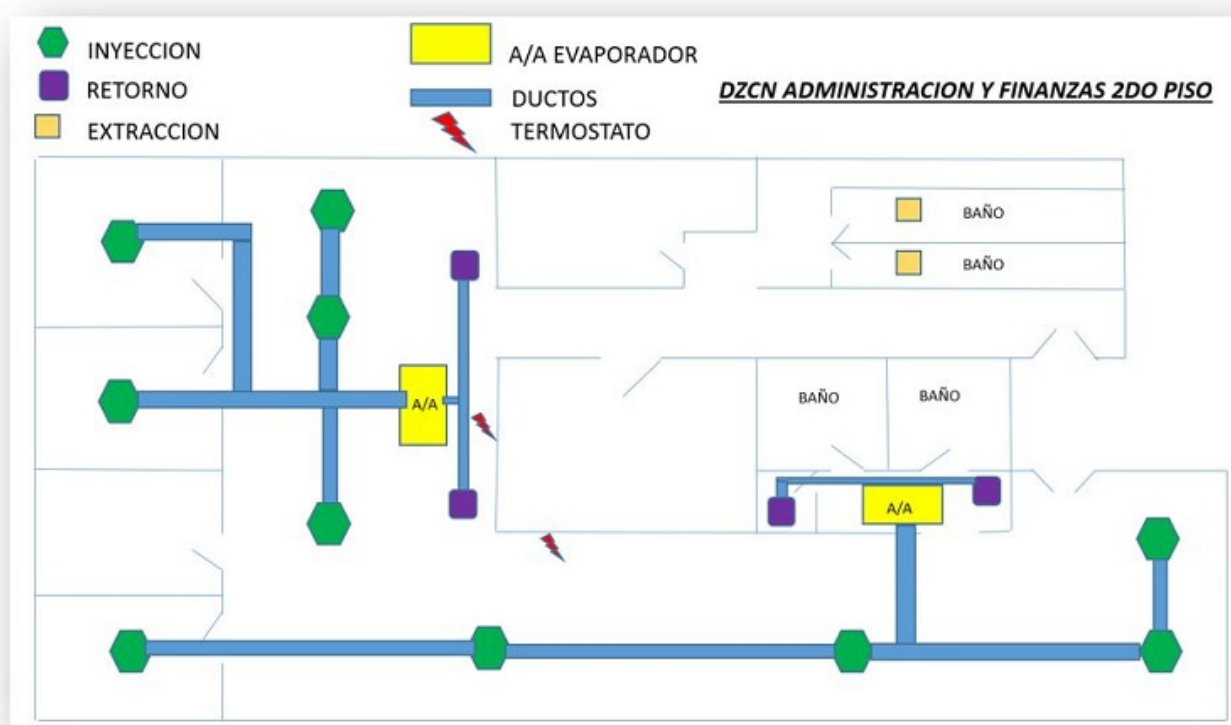 INYECCION
RETORNO
EXTRACCION
A/A EVAPORADOR
DUCTOS
TERMOSTATO
DZCN ADMINISTRACION Y FINANZAS 2DO PISO
BAÑO
BAÑO
A/A
BAÑO
BAÑO
A/A